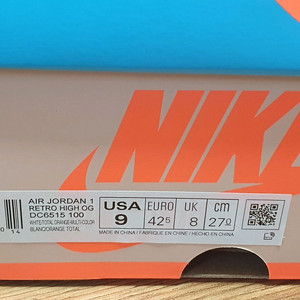 NIKE
AIR JORDAN 1
RETRO HIGH OG
DC6515 100
WHITE/TOTAL ORANGE-MULTI-COLOR
BLANC/ORANGE TOTAL
USA EURO UK cm
9 42.5 8 27.0
MADE IN CHINA / FABRIQUE EN CHINE / HECHO EN CHINA